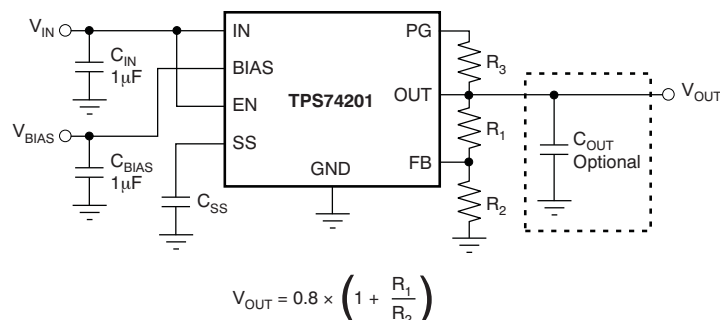 V_IN
C_IN
1μF
V_BIAS
C_BIAS
1μF
C_SS
IN
BIAS
EN
SS
TPS74201
GND
PG
OUT
FB
R_3
R_1
R_2
C_OUT
Optional
V_OUT
V_OUT = 0.8 × (1 + R_1/R_2)